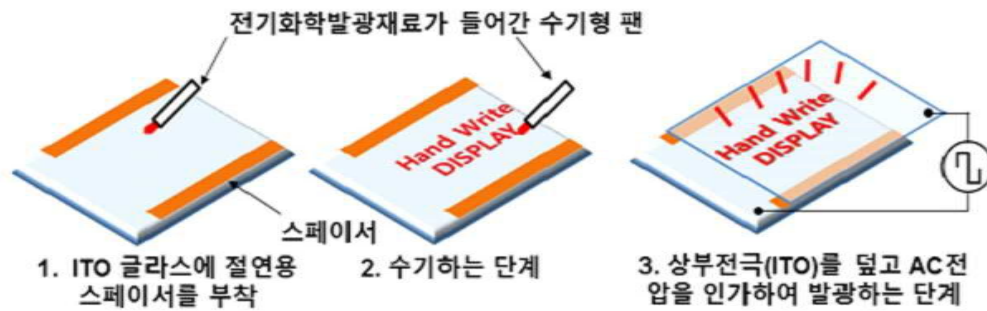 전기화학발광재료가 들어간 수기형 팬
Hand Write
DISPLAY
Hand Write
DISPLAY
스페이서
1. ITO 글라스에 절연용
스페이서를 부착
2. 수기하는 단계
3. 상부전극(ITO)를 덮고 AC전
압을 인가하여 발광하는 단계